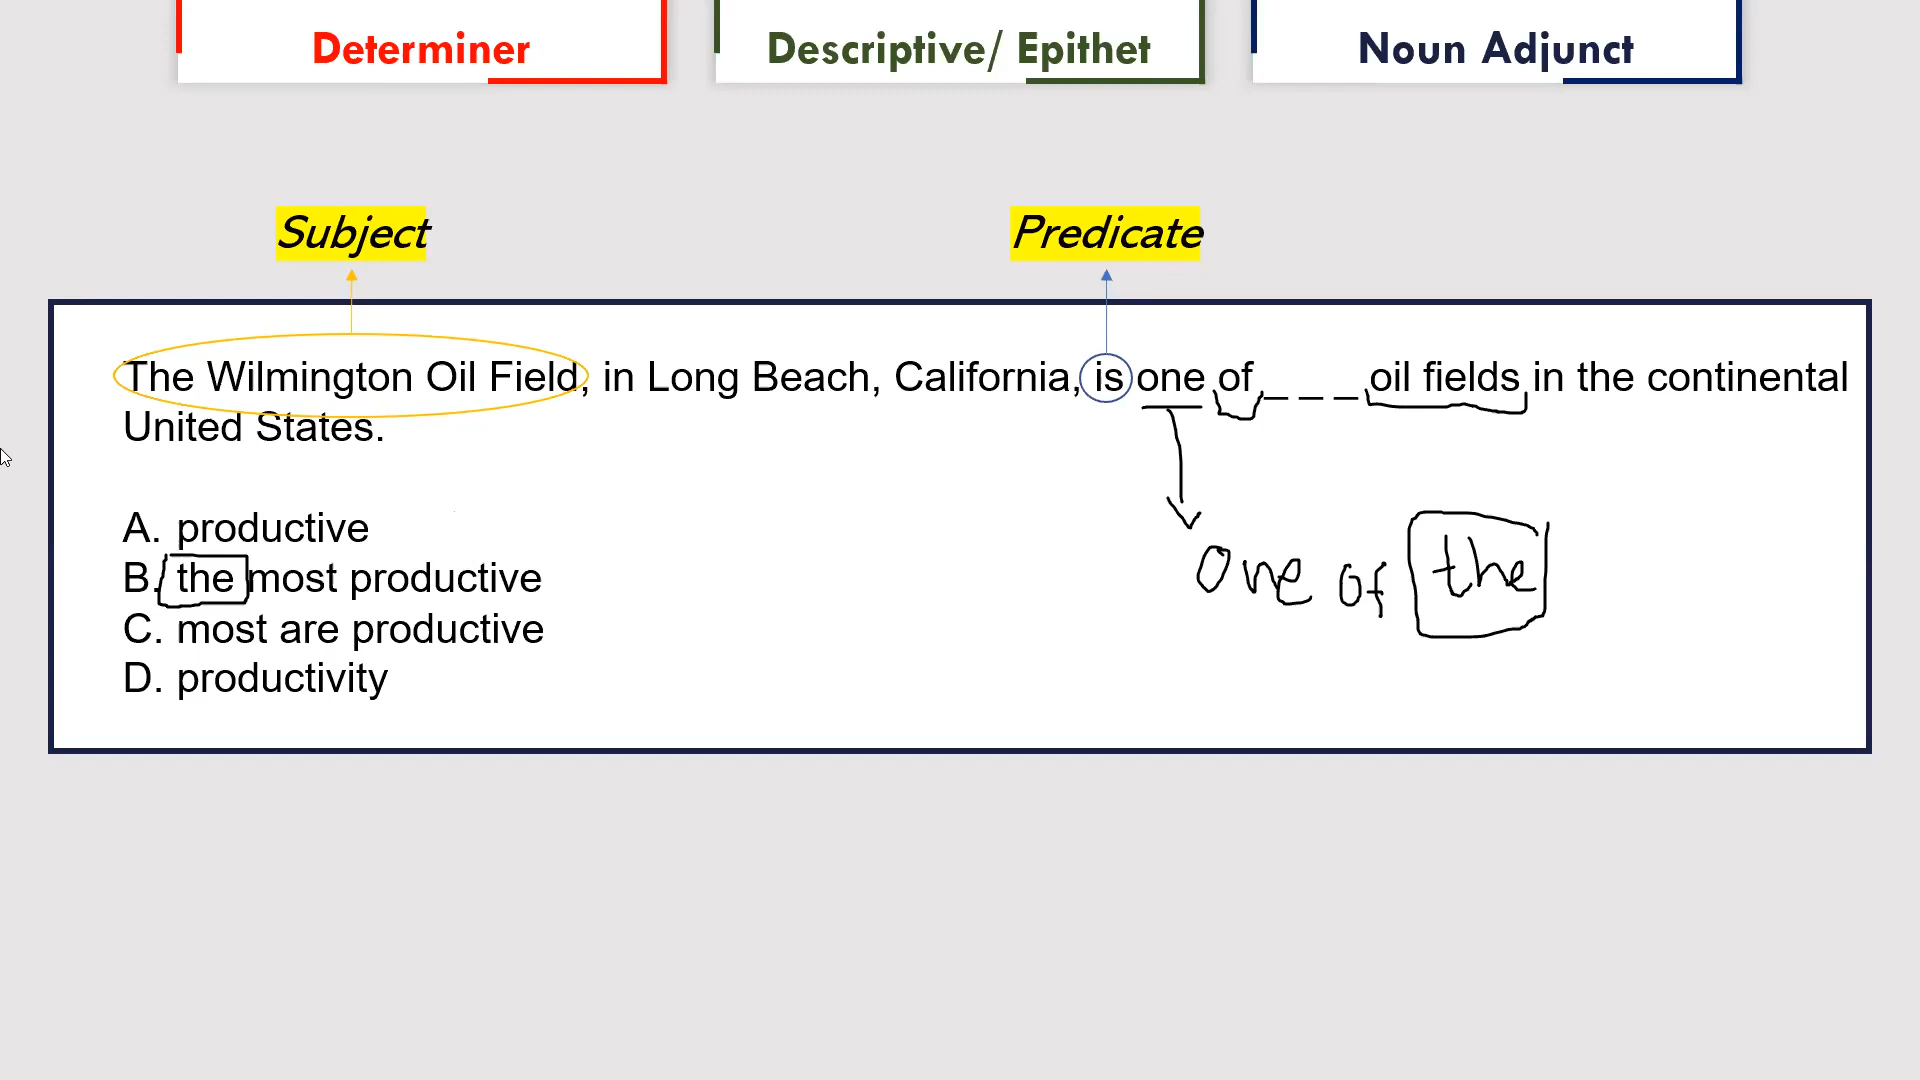 Determiner
Descriptive/ Epithet
Noun Adjunct
Subject
Predicate
The Wilmington Oil Field, in Long Beach, California, is one of _ _ _ oil fields in the continental
United States.
A. productive
B. the most productive
C. most are productive
D. productivity
One of the